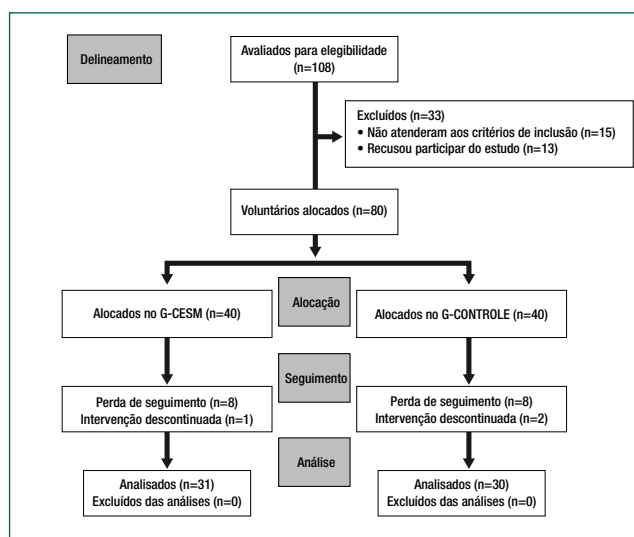 Delineamento
Avaliados para elegibilidade
(n=108)
Excluídos (n=33)
• Não atenderam aos critérios de inclusão (n=15)
• Recusou participar do estudo (n=13)
Voluntários alocados (n=80)
Alocação
Alocados no G-CESM (n=40)
Alocados no G-CONTROLE (n=40)
Seguimento
Perda de seguimento (n=8)
Intervenção descontinuada (n=1)
Perda de seguimento (n=8)
Intervenção descontinuada (n=2)
Análise
Analisados (n=31)
Excluídos das análises (n=0)
Analisados (n=30)
Excluídos das análises (n=0)